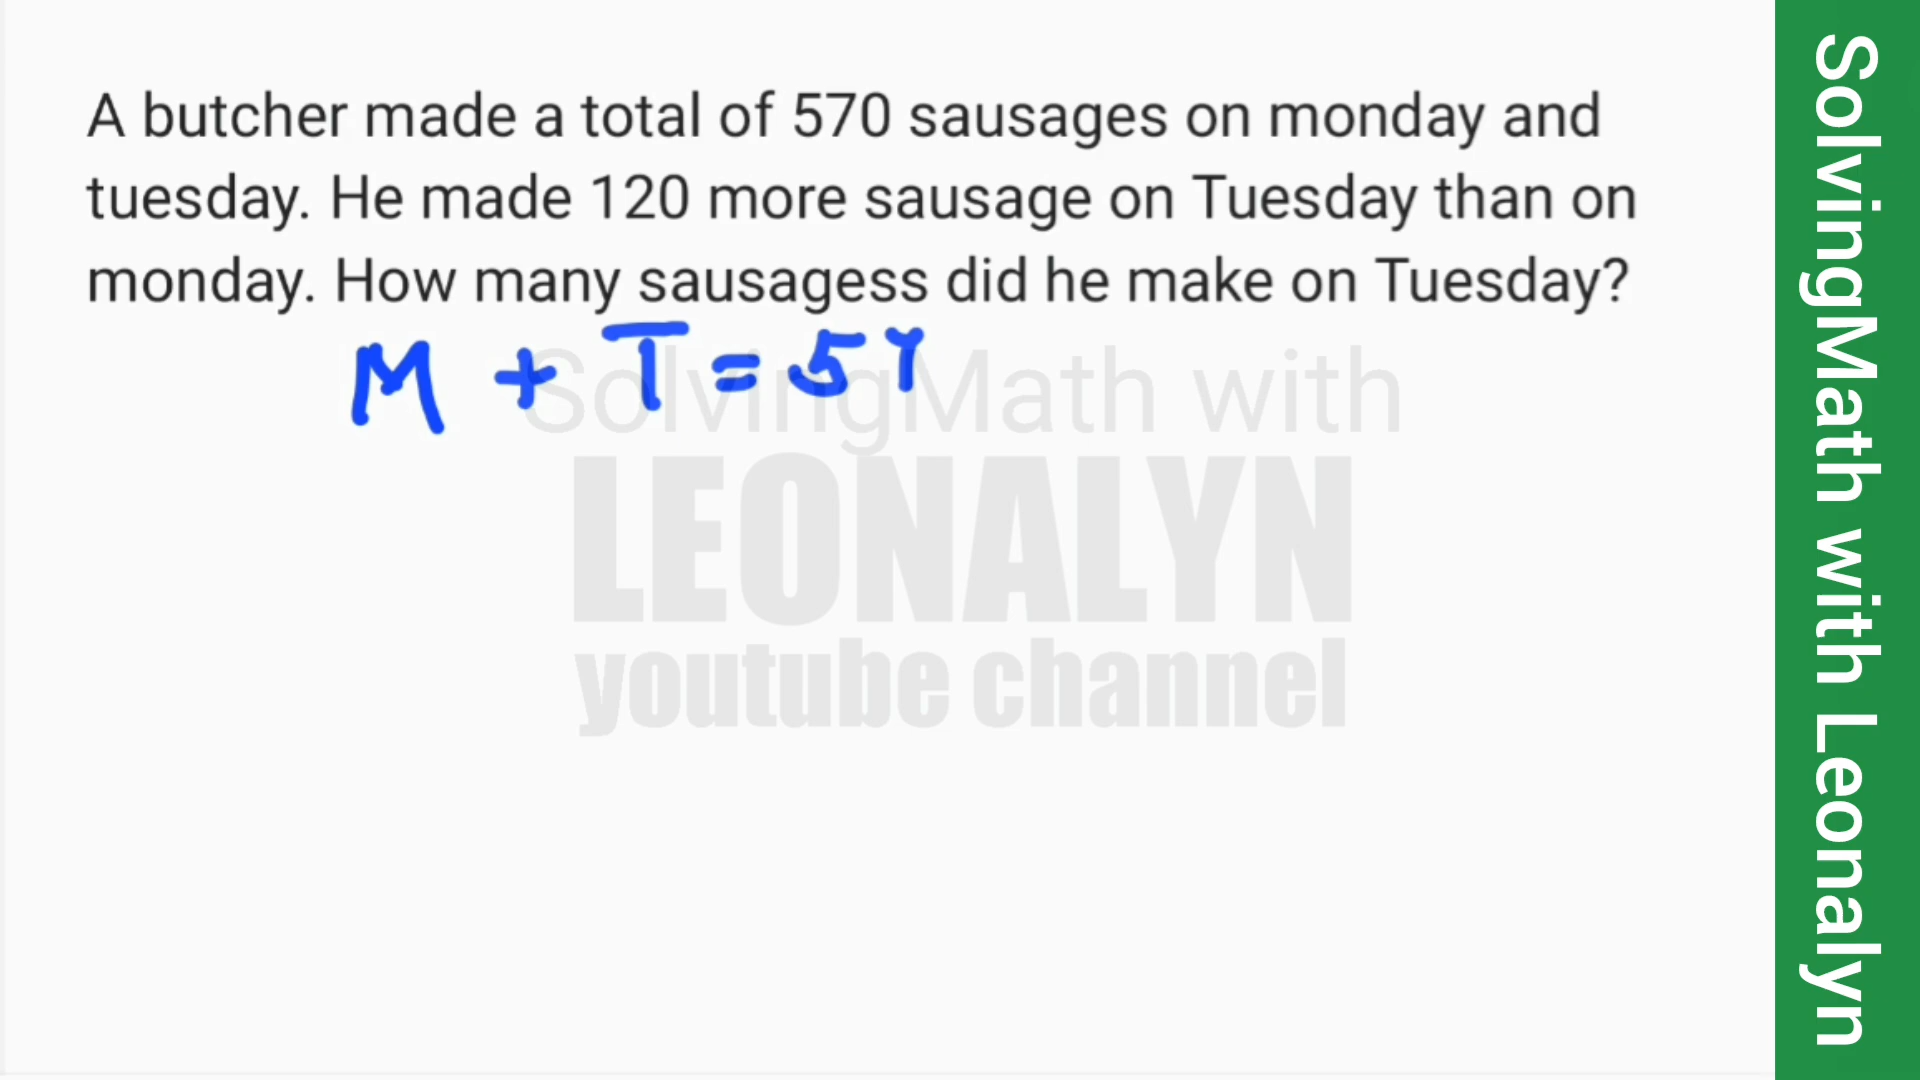 A butcher made a total of 570 sausages on monday and
tuesday. He made 120 more sausage on Tuesday than on
monday. How many sausagess did he make on Tuesday?
M + T = 57
SolvingMath with
LEONALYN
youtube channel
SolvingMath with Leonalyn